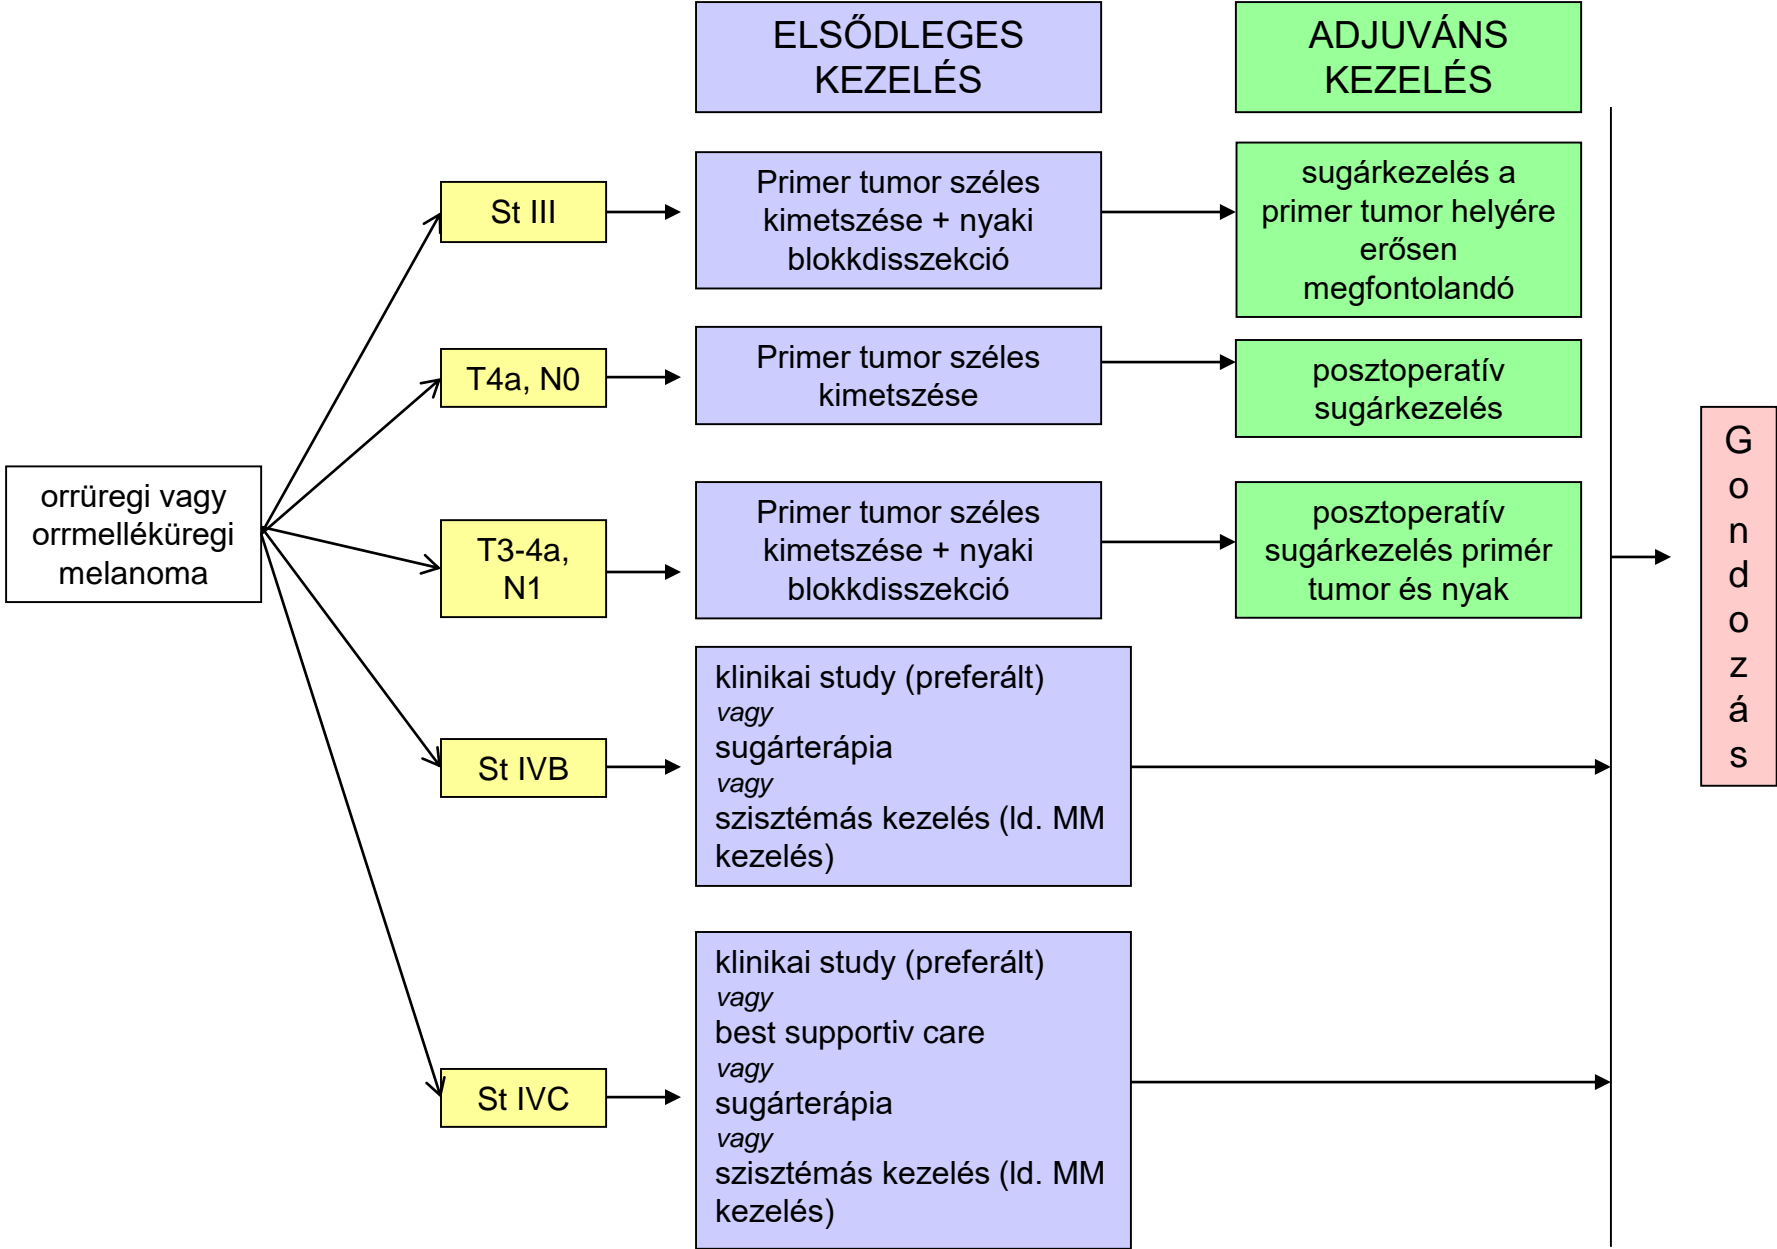 ELSŐDLEGES
KEZELÉS
ADJUVÁNS
KEZELÉS
orrüregi vagy
orrmelléküregi
melanoma
St III
Primer tumor széles
kimetszése + nyaki
blokkdisszekció
sugárkezelés a
primer tumor helyére
erősen
megfontolandó
T4a, N0
Primer tumor széles
kimetszése
posztoperatív
sugárkezelés
T3-4a,
N1
Primer tumor széles
kimetszése + nyaki
blokkdisszekció
posztoperatív
sugárkezelés primér
tumor és nyak
St IVB
klinikai study (preferált)
vagy
sugárterápia
vagy
szisztémás kezelés (ld. MM
kezelés)
St IVC
klinikai study (preferált)
vagy
best supportiv care
vagy
sugárterápia
vagy
szisztémás kezelés (ld. MM
kezelés)
G
o
n
d
o
z
á
s